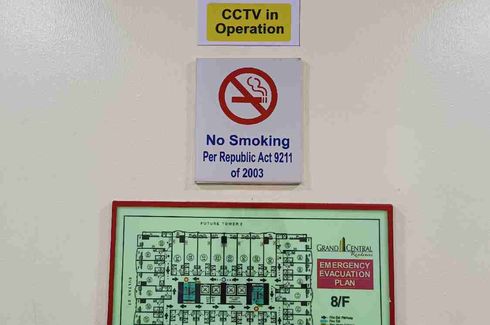 CCTV in
Operation
No Smoking
Per Republic Act 9211
of 2003
FUTURE TOWER 2
GRAND CENTRAL
Residences
EMERGENCY
EVACUATION
PLAN
8/F